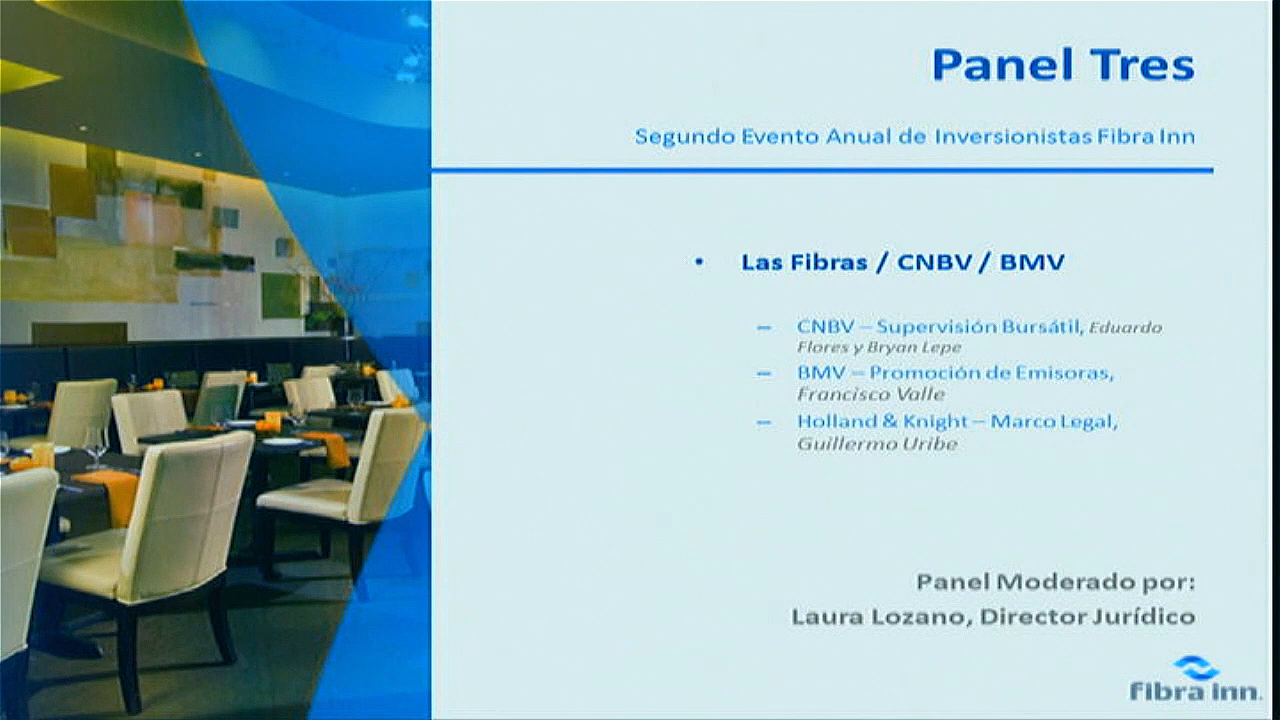 Panel Tres
Segundo Evento Anual de Inversionistas Fibra Inn
• Las Fibras / CNBV / BMV
– CNBV – Supervisión Bursátil, Eduardo
Flores y Bryan Lepe
– BMV – Promoción de Emisoras,
Francisco Valle
– Holland & Knight – Marco Legal,
Guillermo Uribe
Panel Moderado por:
Laura Lozano, Director Jurídico
fibra inn.